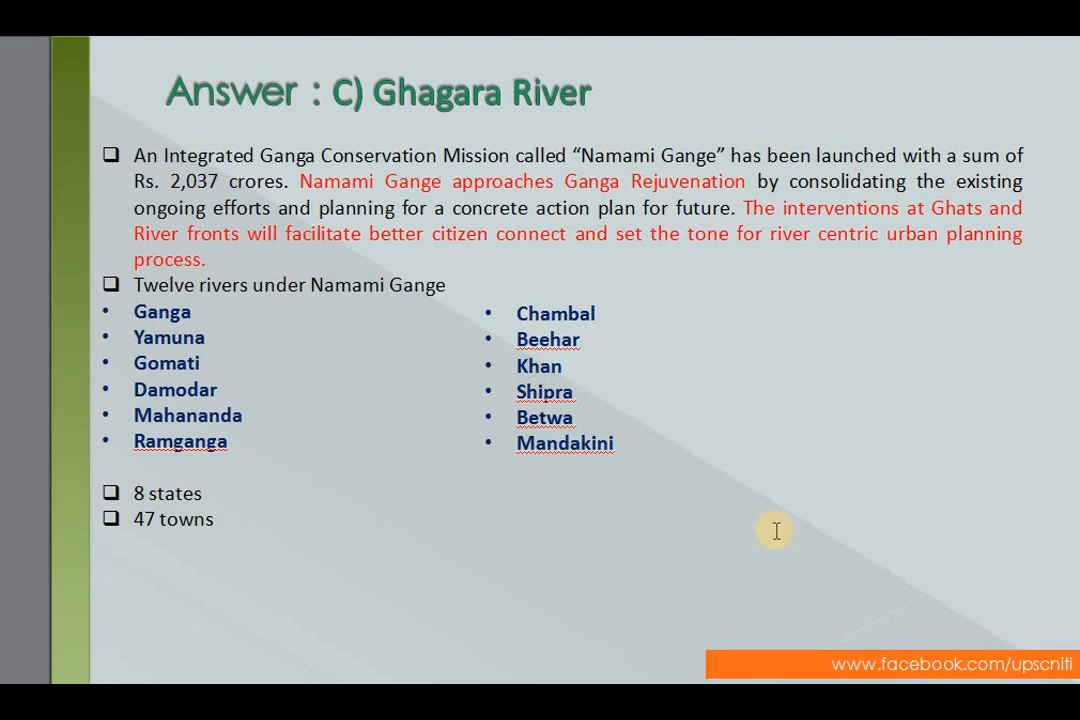 Answer : C) Ghagara River
❑ An Integrated Ganga Conservation Mission called “Namami Gange” has been launched with a sum of
Rs. 2,037 crores. Namami Gange approaches Ganga Rejuvenation by consolidating the existing
ongoing efforts and planning for a concrete action plan for future. The interventions at Ghats and
River fronts will facilitate better citizen connect and set the tone for river centric urban planning
process.
❑ Twelve rivers under Namami Gange
• Ganga
• Yamuna
• Gomati
• Damodar
• Mahananda
• Ramganga
• Chambal
• Beehar
• Khan
• Shipra
• Betwa
• Mandakini
❑ 8 states
❑ 47 towns
www.facebook.com/upscniti